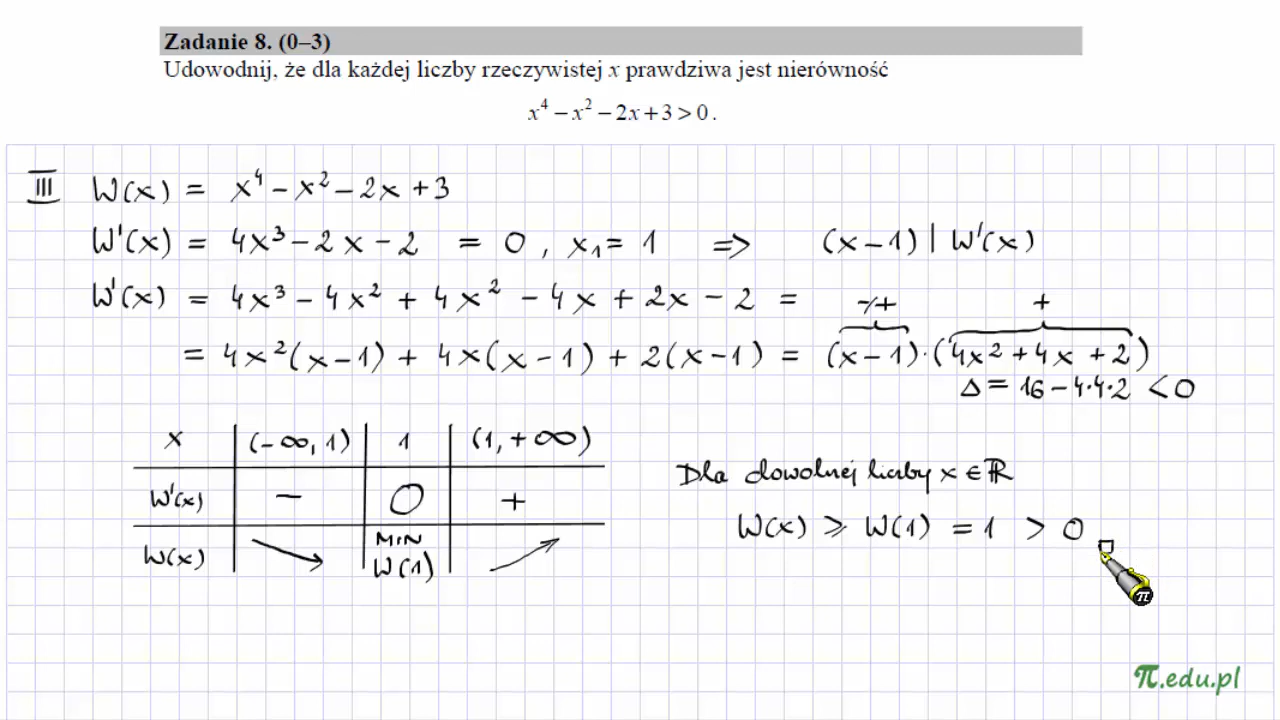 Zadanie 8. (0–3)
Udowodnij, że dla każdej liczby rzeczywistej x prawdziwa jest nierówność
x⁴ – x² – 2x + 3 > 0 .
III W(x) = x⁴ – x² – 2x + 3
W'(x) = 4x³ – 2x – 2 = 0 , x₁ = 1 => (x – 1) | W'(x)
W'(x) = 4x³ – 4x² + 4x² – 4x + 2x – 2 =
-/+ +
= 4x²(x – 1) + 4x(x – 1) + 2(x – 1) = (x – 1)·(4x² + 4x + 2)
Δ = 16 – 4·4·2 < 0
x (-∞, 1) 1 (1, +∞)
W'(x) – 0 +
W(x) MIN W(1)
Dla dowolnej liczby x ∈ ℝ
W(x) ⩾ W(1) = 1 > 0
π
π.edu.pl